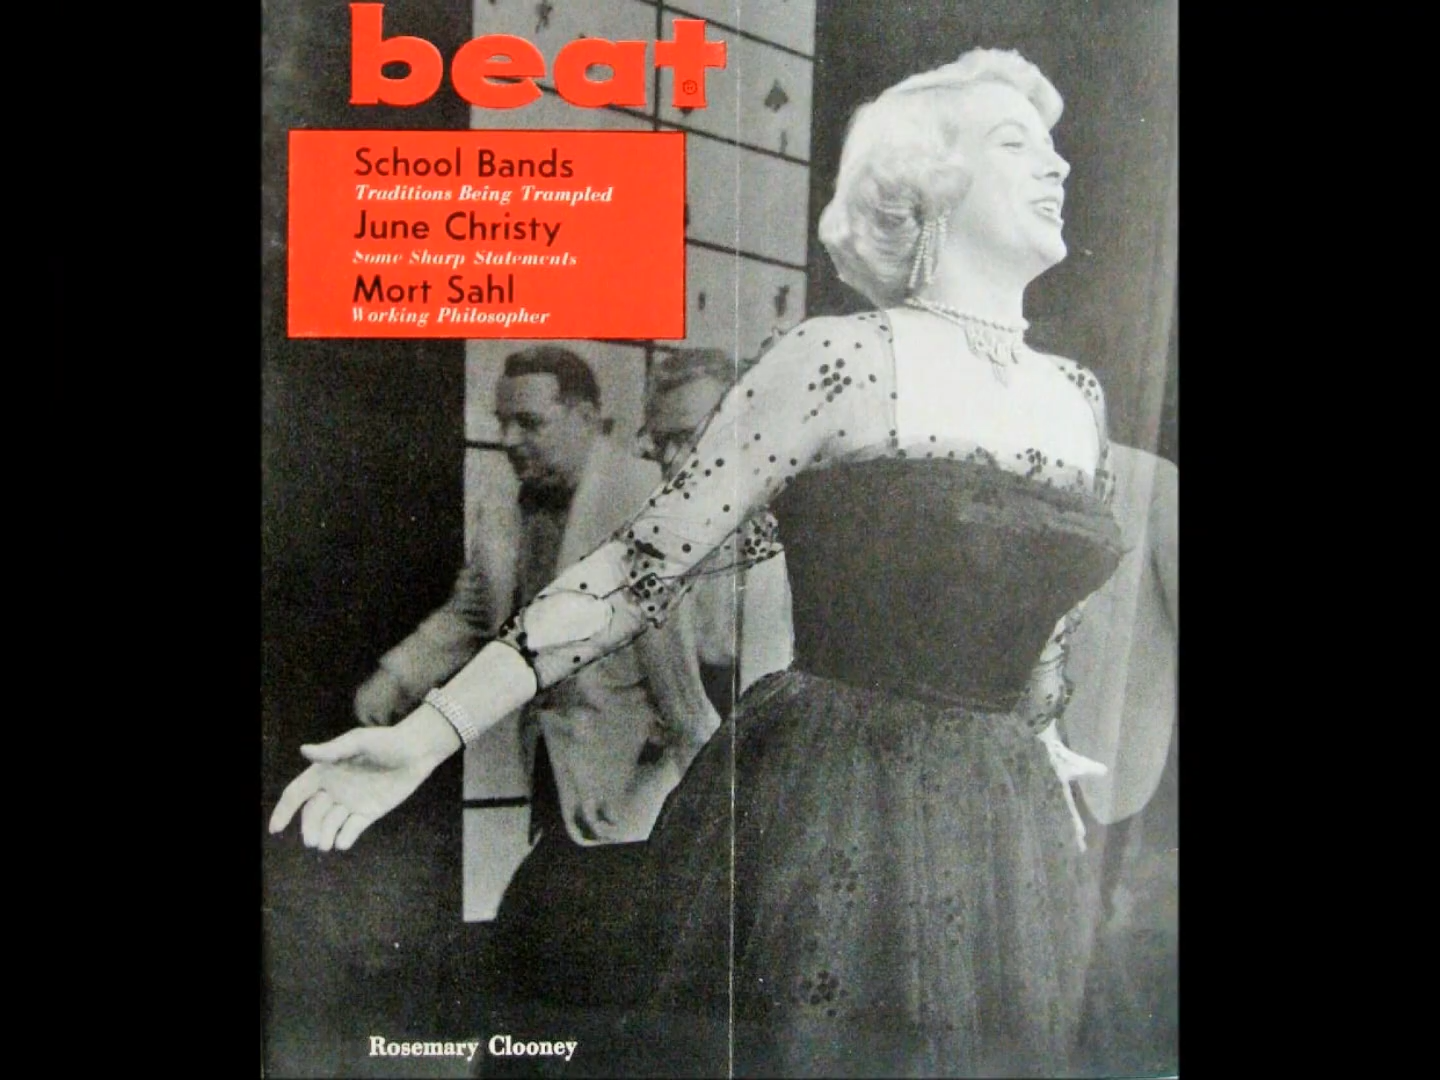 beat
School Bands
Traditions Being Trampled
June Christy
Some Sharp Statements
Mort Sahl
Working Philosopher
Rosemary Clooney